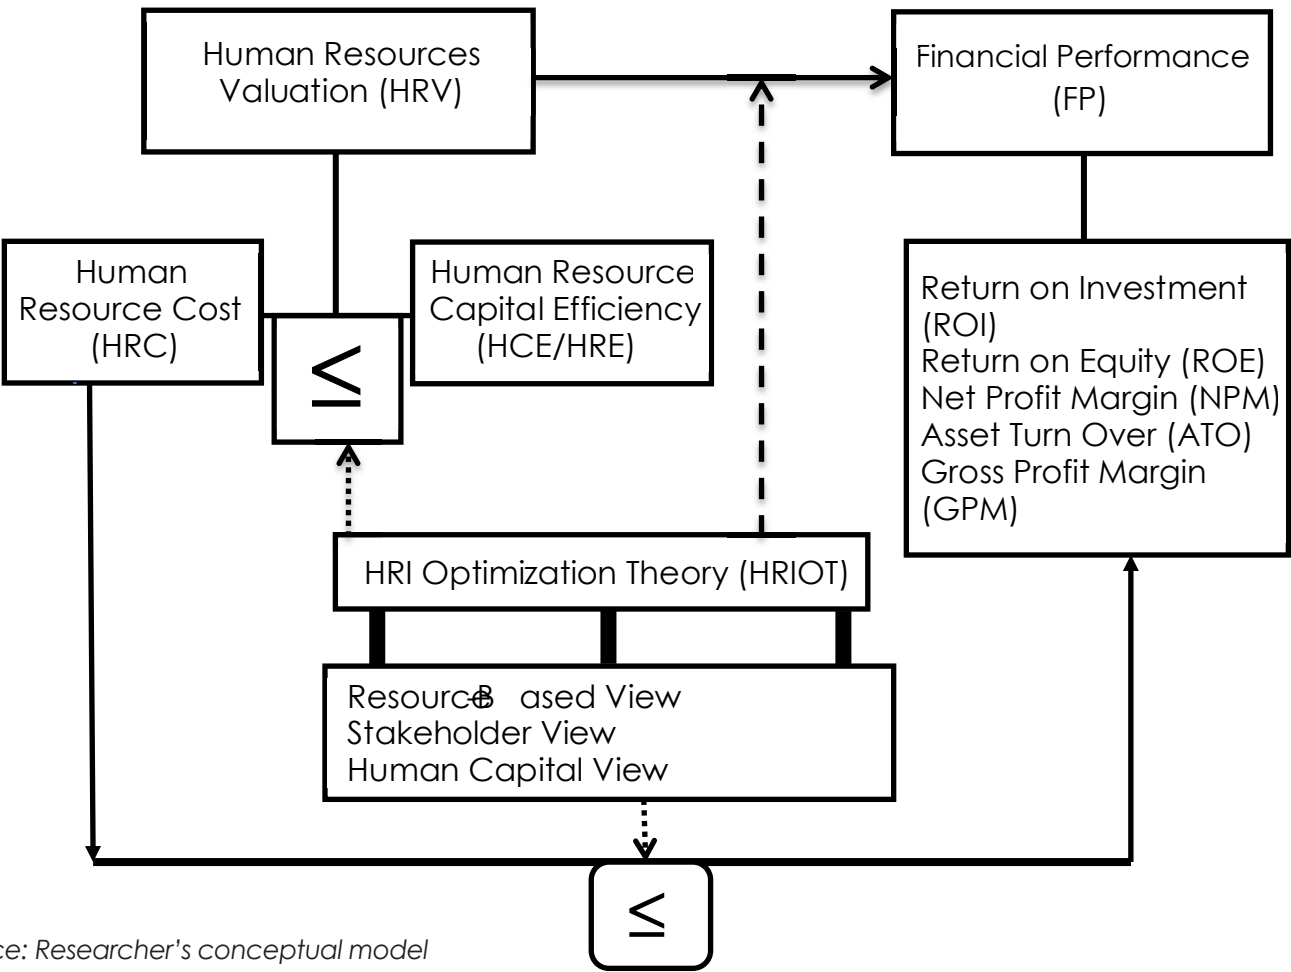 Human Resources
Valuation (HRV)
Financial Performance
(FP)
Human
Resource Cost
(HRC)
≤
Human Resource
Capital Efficiency
(HCE/HRE)
Return on Investment
(ROI)
Return on Equity (ROE)
Net Profit Margin (NPM)
Asset Turn Over (ATO)
Gross Profit Margin
(GPM)
HRI Optimization Theory (HRIOT)
Resource-Based View
Stakeholder View
Human Capital View
≤
ce: Researcher's conceptual model